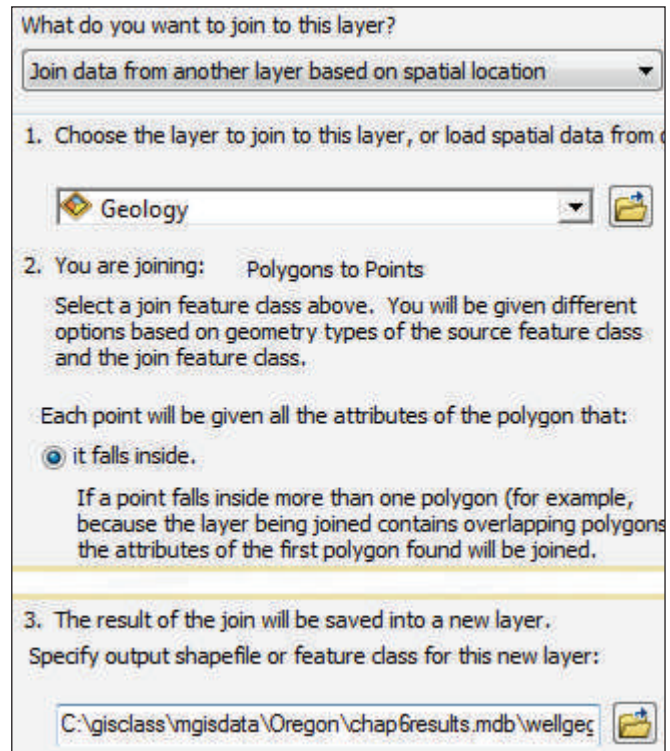 What do you want to join to this layer?
Join data from another layer based on spatial location
1. Choose the layer to join to this layer, or load spatial data from
Geology
2. You are joining: Polygons to Points
Select a join feature class above. You will be given different
options based on geometry types of the source feature class
and the join feature class.
Each point will be given all the attributes of the polygon that:
it falls inside.
If a point falls inside more than one polygon (for example,
because the layer being joined contains overlapping polygons
the attributes of the first polygon found will be joined.
3. The result of the join will be saved into a new layer.
Specify output shapefile or feature class for this new layer:
C:\gisclass\mgisdata\Oregon\chap6results.mdb\wellgeo